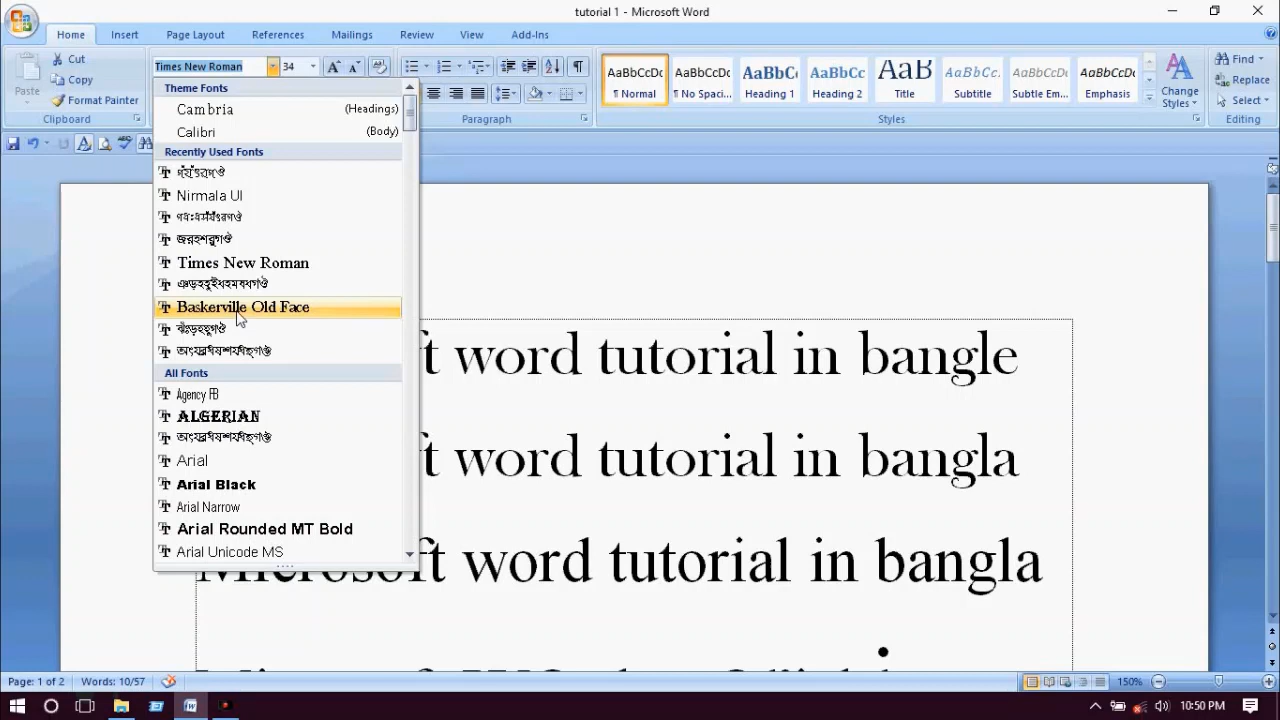 tutorial 1 - Microsoft Word
Home Insert Page Layout References Mailings Review View Add-Ins
Cut
Copy
Format Painter
Paste
Clipboard
Times New Roman 34
Paragraph
AaBbCcDc AaBbCcDc AaBbCc AaBbCc AaB AaBbCc. AaBbCcDc AaBbCcDc
¶ Normal ¶ No Spaci... Heading 1 Heading 2 Title Subtitle Subtle Em... Emphasis
Change Styles
Styles
Find
Replace
Select
Editing
Theme Fonts
Cambria (Headings)
Calibri (Body)
Recently Used Fonts
Nirmala UI
Times New Roman
Baskerville Old Face
All Fonts
Agency FB
ALGERIAN
Arial
Arial Black
Arial Narrow
Arial Rounded MT Bold
Arial Unicode MS
ft word tutorial in bangle
ft word tutorial in bangla
Microsoft word tutorial in bangla
Page: 1 of 2 Words: 10/57 150%
10:50 PM